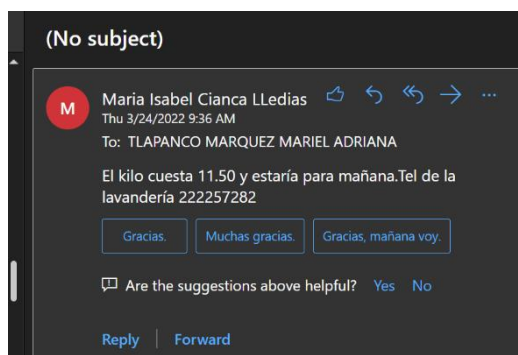 (No subject)
M
Maria Isabel Cianca LLedias
Thu 3/24/2022 9:36 AM
To: TLAPANCO MARQUEZ MARIEL ADRIANA
El kilo cuesta 11.50 y estaría para mañana.Tel de la
lavandería 222257282
Gracias. Muchas gracias. Gracias, mañana voy.
Are the suggestions above helpful? Yes No
Reply Forward